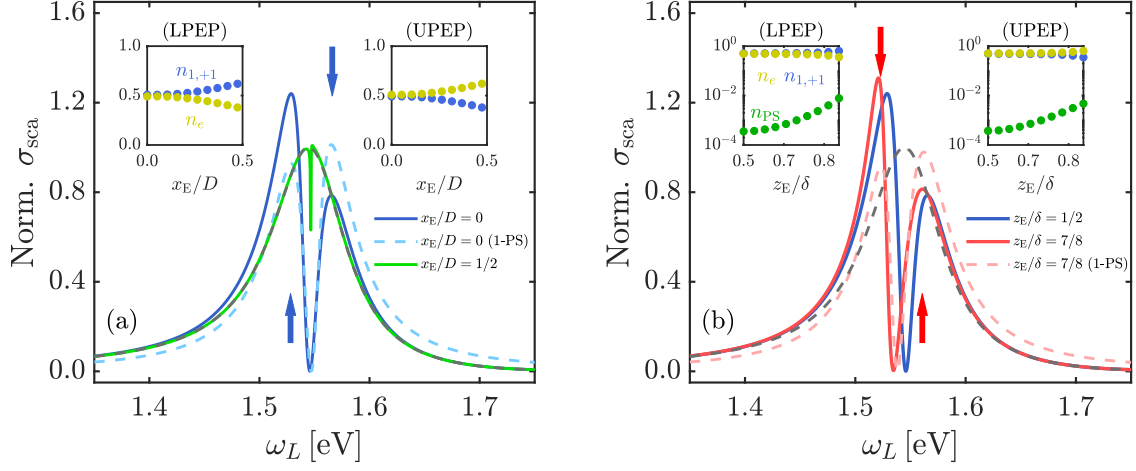 Norm. σsca
1.6
1.2
0.8
0.4
0.0
1.4
1.5
1.6
1.7
ωL [eV]
(a)
(LPEP)
1.0
0.5
0.0
n1,+1
ne
0.0
0.5
xE/D
(UPEP)
1.0
0.5
0.0
0.0
0.5
xE/D
xE/D = 0
xE/D = 0 (1-PS)
xE/D = 1/2
Norm. σsca
1.6
1.2
0.8
0.4
0.0
1.4
1.5
1.6
1.7
ωL [eV]
(b)
(LPEP)
10^0
10^−2
10^−4
ne n1,+1
nPS
0.5
0.7
0.8
zE/δ
(UPEP)
10^0
10^−2
10^−4
0.5
0.7
0.8
zE/δ
zE/δ = 1/2
zE/δ = 7/8
zE/δ = 7/8 (1-PS)